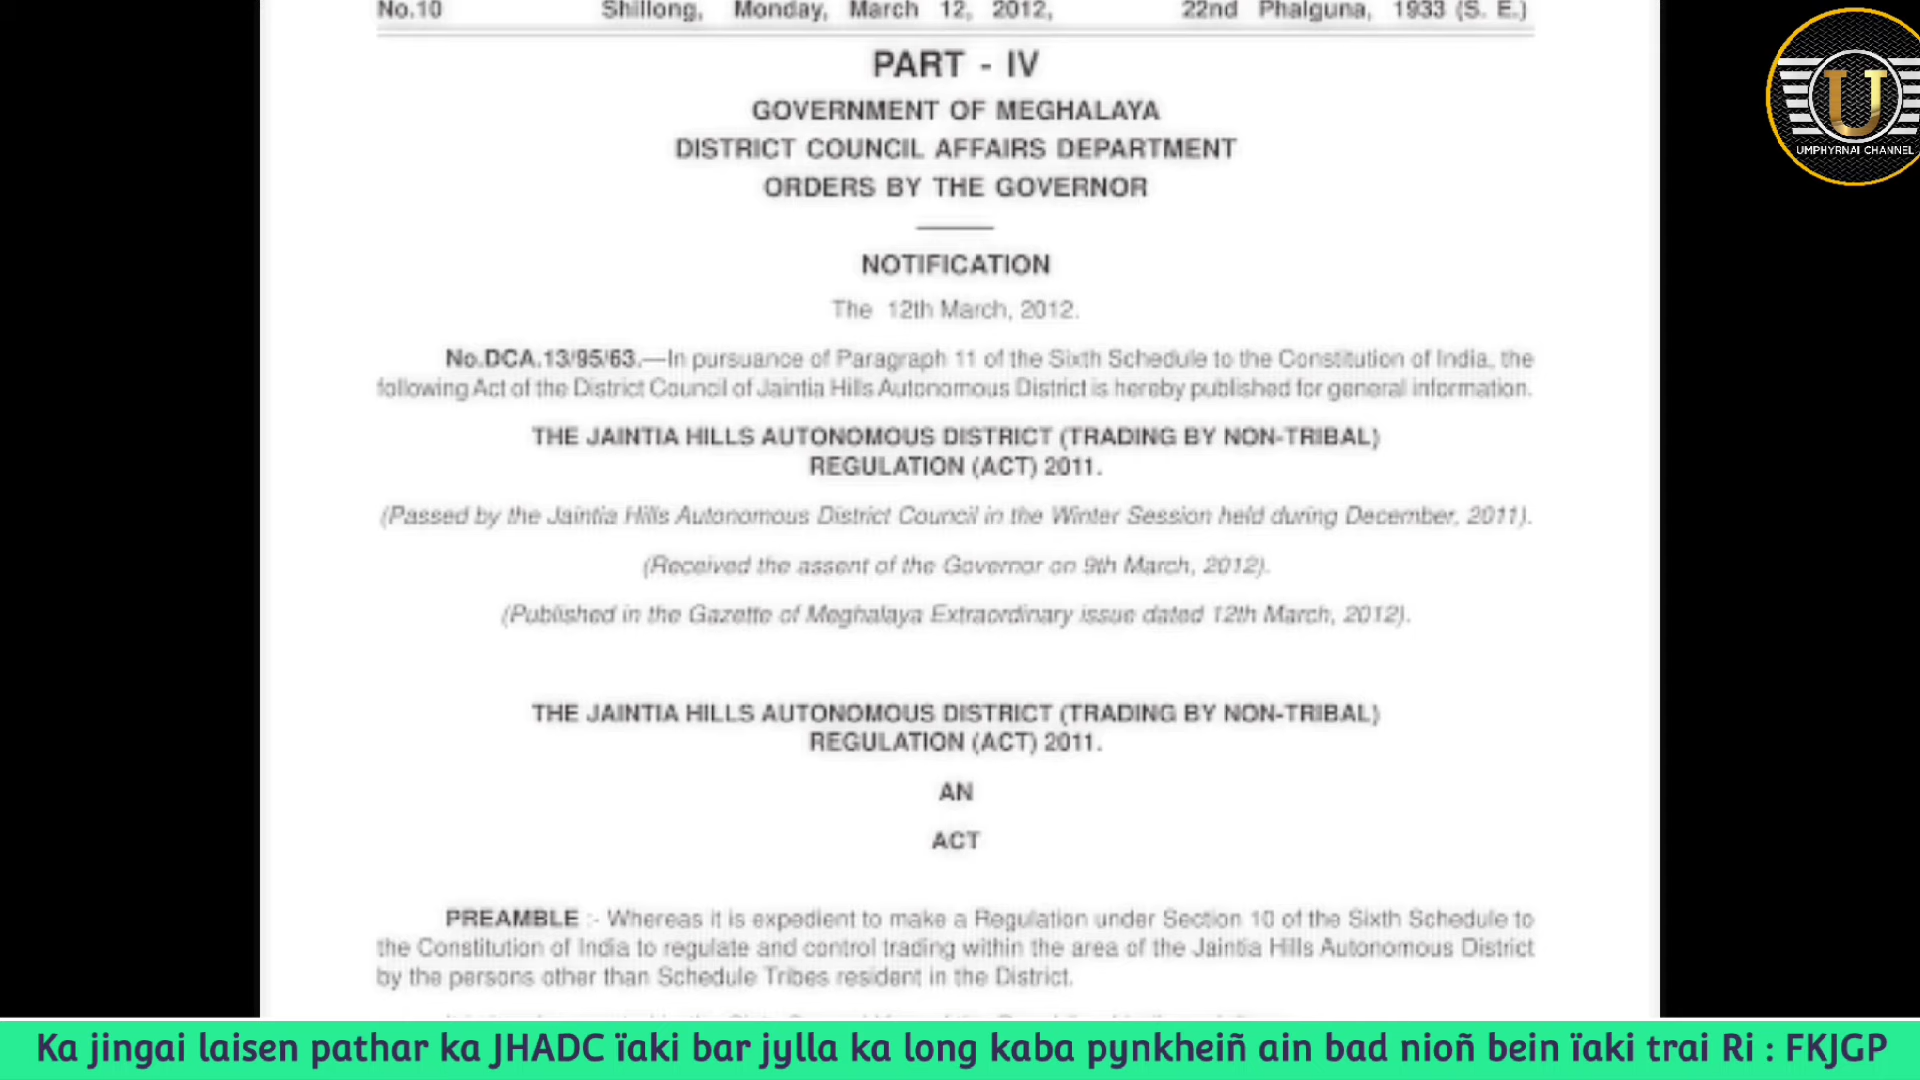 No.10 Shillong, Monday, March 12, 2012, 22nd Phalguna, 1933 (S. E.)
PART - IV
GOVERNMENT OF MEGHALAYA
DISTRICT COUNCIL AFFAIRS DEPARTMENT
ORDERS BY THE GOVERNOR
NOTIFICATION
The 12th March, 2012.
No.DCA.13/95/63.—In pursuance of Paragraph 11 of the Sixth Schedule to the Constitution of India, the
following Act of the District Council of Jaintia Hills Autonomous District is hereby published for general information.
THE JAINTIA HILLS AUTONOMOUS DISTRICT (TRADING BY NON-TRIBAL)
REGULATION (ACT) 2011.
(Passed by the Jaintia Hills Autonomous District Council in the Winter Session held during December, 2011).
(Received the assent of the Governor on 9th March, 2012).
(Published in the Gazette of Meghalaya Extraordinary issue dated 12th March, 2012).
THE JAINTIA HILLS AUTONOMOUS DISTRICT (TRADING BY NON-TRIBAL)
REGULATION (ACT) 2011.
AN
ACT
PREAMBLE :- Whereas it is expedient to make a Regulation under Section 10 of the Sixth Schedule to
the Constitution of India to regulate and control trading within the area of the Jaintia Hills Autonomous District
by the persons other than Schedule Tribes resident in the District.
U
UMPHYRNAI CHANNEL
Ka jingai laisen pathar ka JHADC ïaki bar jylla ka long kaba pynkheiñ ain bad nioñ bein ïaki trai Ri : FKJGP